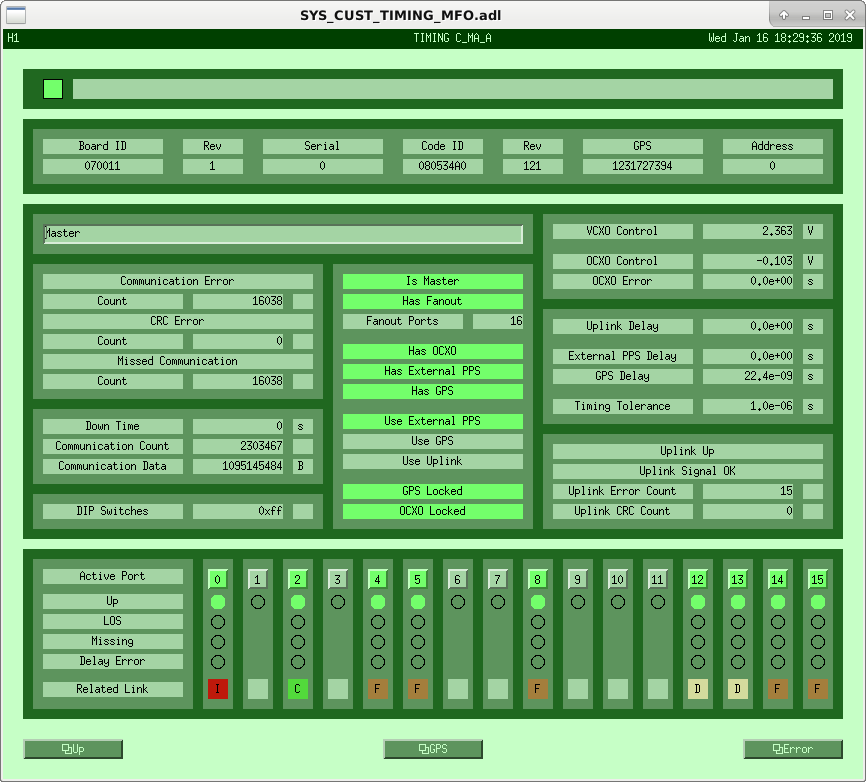 SYS_CUST_TIMING_MFO.adl
H1 TIMING C_MA_A Wed Jan 16 18:29:36 2019
Board ID Rev Serial Code ID Rev GPS Address
070011 1 0 080534A0 121 1231727394 0
Master
VCXO Control 2.363 V
OCXO Control -0.103 V
OCXO Error 0.0e+00 s
Communication Error
Count 16038
CRC Error
Count 0
Missed Communication
Count 16038
Is Master
Has Fanout
Fanout Ports 16
Has OCXO
Has External PPS
Has GPS
Use External PPS
Use GPS
Use Uplink
GPS Locked
OCXO Locked
Uplink Delay 0.0e+00 s
External PPS Delay 0.0e+00 s
GPS Delay 22.4e-09 s
Timing Tolerance 1.0e-06 s
Down Time 0 s
Communication Count 2303467
Communication Data 1095145484 B
DIP Switches 0xff
Uplink Up
Uplink Signal OK
Uplink Error Count 15
Uplink CRC Count 0
Active Port 0 1 2 3 4 5 6 7 8 9 10 11 12 13 14 15
Up
LOS
Missing
Delay Error
Related Link I C F F F D D F F
Up GPS Error